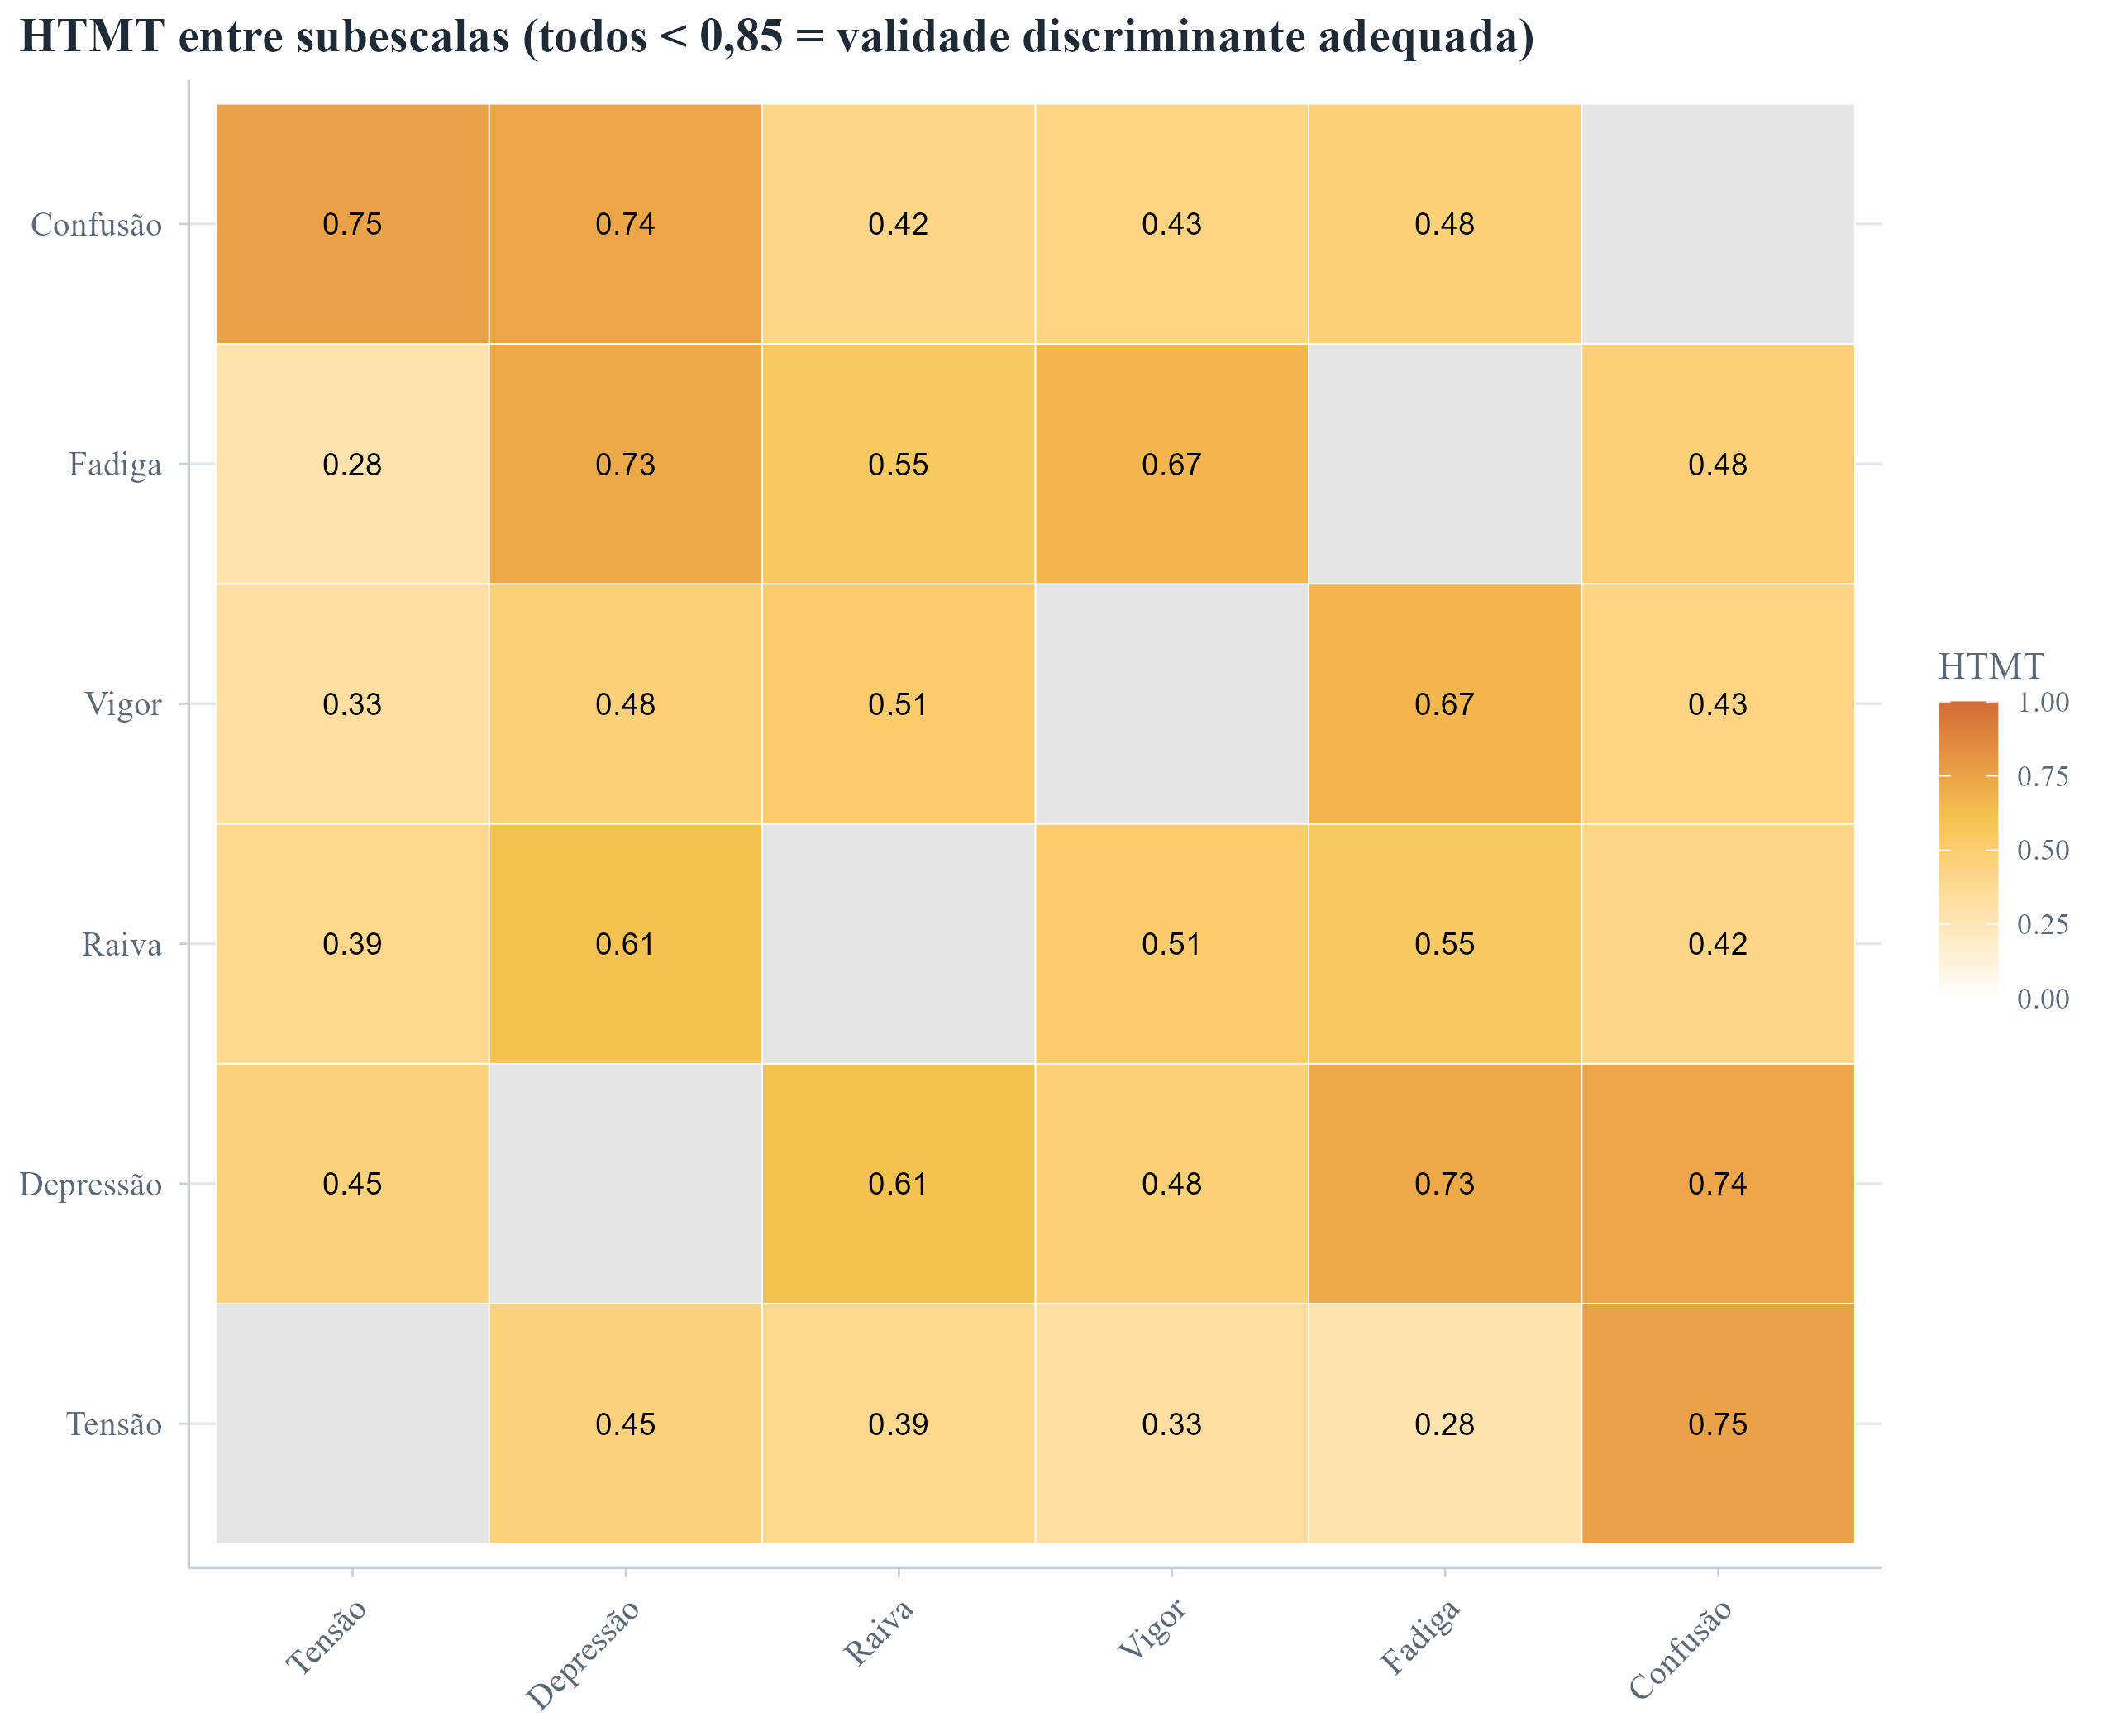 HTMT entre subescalas (todos < 0,85 = validade discriminante adequada)
Confusão 0.75 0.74 0.42 0.43 0.48
Fadiga 0.28 0.73 0.55 0.67 0.48
Vigor 0.33 0.48 0.51 0.67 0.43
Raiva 0.39 0.61 0.51 0.55 0.42
Depressão 0.45 0.61 0.48 0.73 0.74
Tensão 0.45 0.39 0.33 0.28 0.75
Tensão Depressão Raiva Vigor Fadiga Confusão
HTMT
1.00
0.75
0.50
0.25
0.00